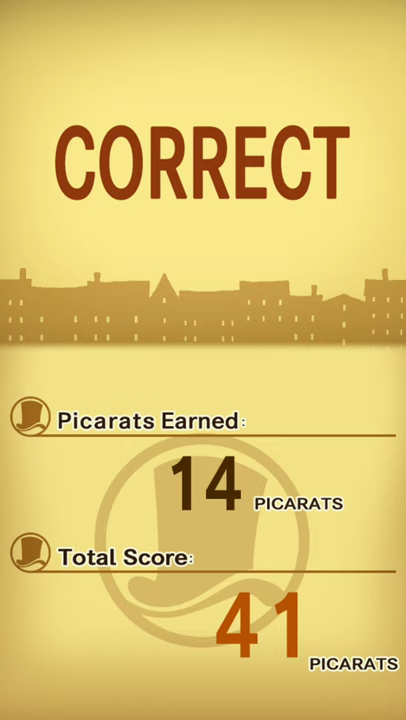 CORRECT
Picarats Earned:
14 PICARATS
Total Score:
41 PICARATS